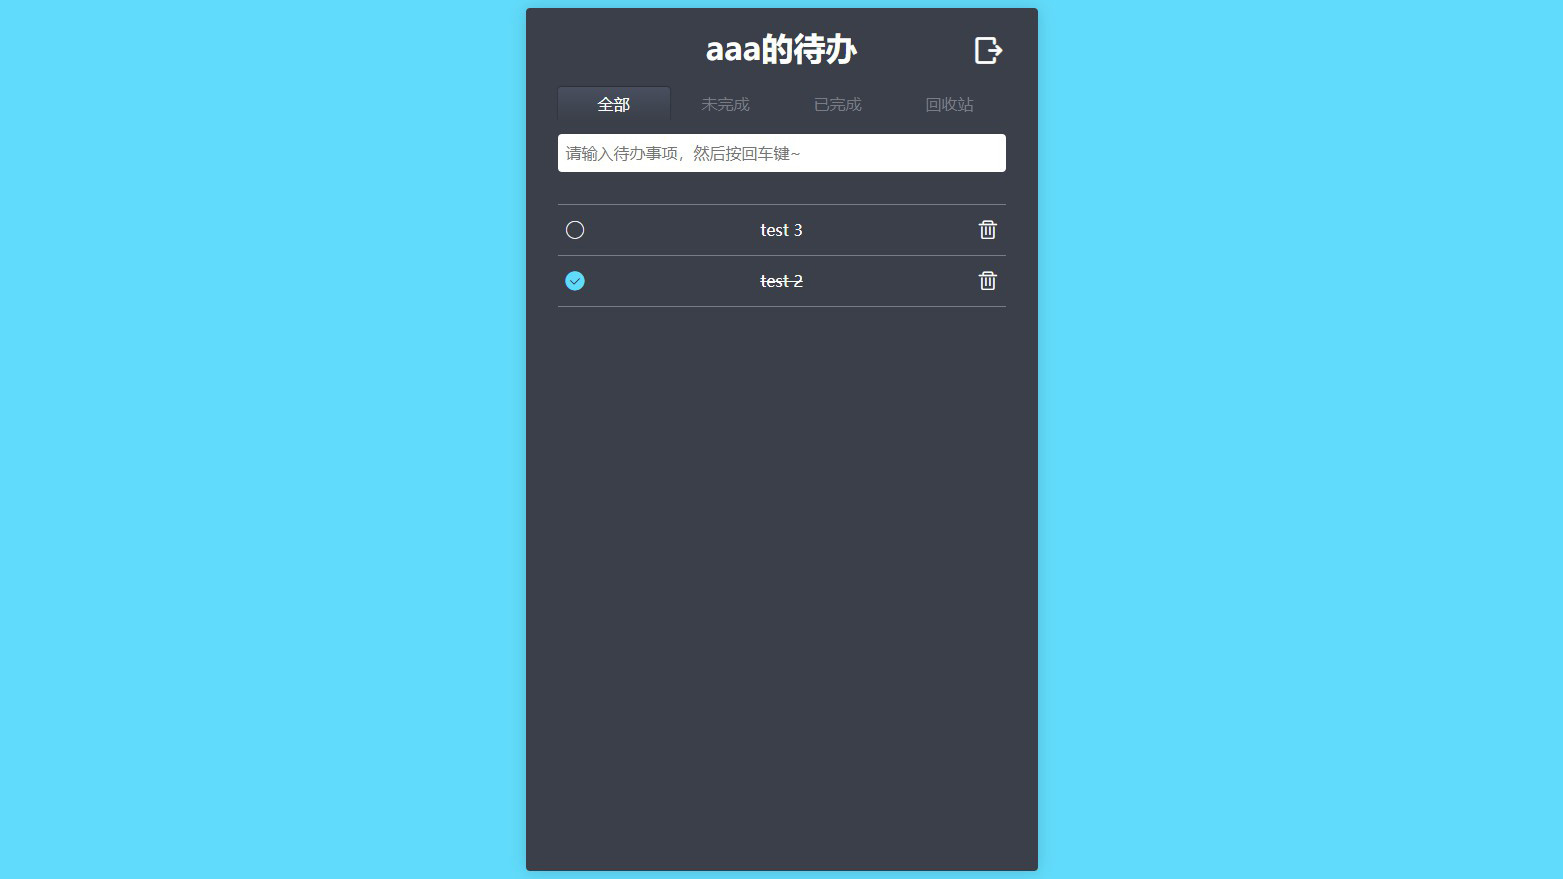 aaa的待办
全部 未完成 已完成 回收站
请输入待办事项，然后按回车键~
test 3
test 2